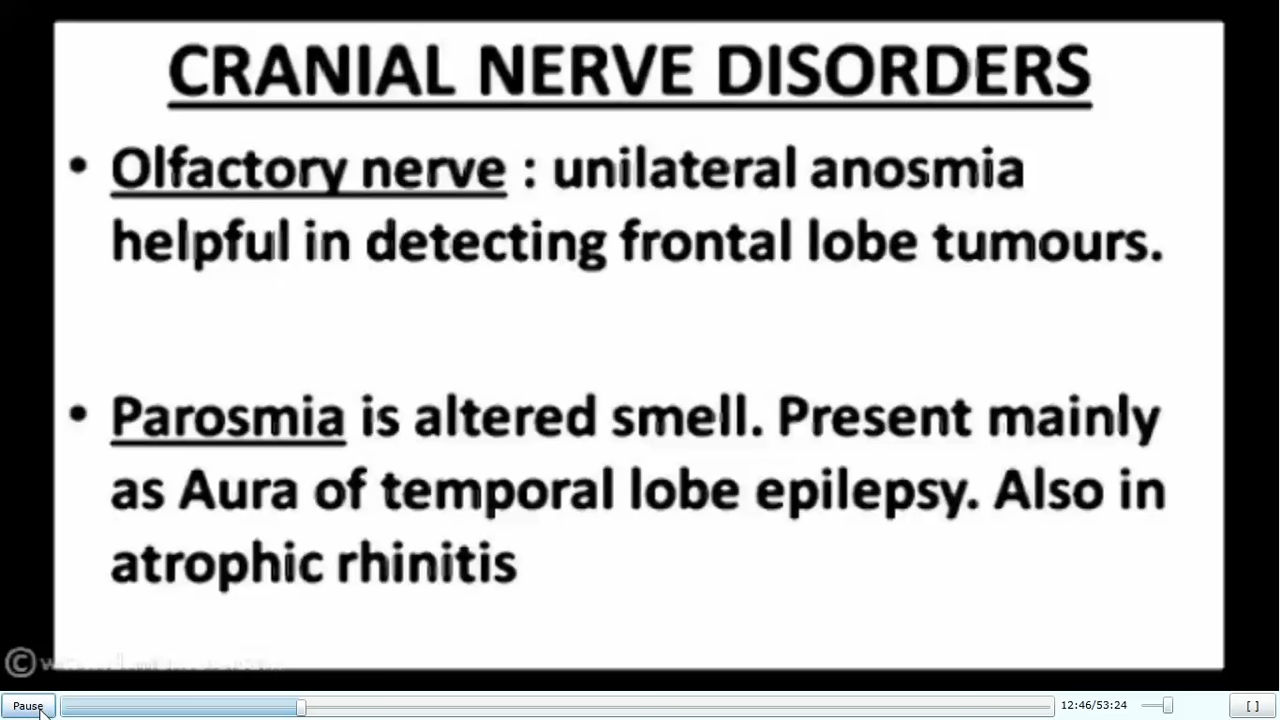 CRANIAL NERVE DISORDERS
• Olfactory nerve : unilateral anosmia
helpful in detecting frontal lobe tumours.
• Parosmia is altered smell. Present mainly
as Aura of temporal lobe epilepsy. Also in
atrophic rhinitis
©
Pause
12:46/53:24
[ ]